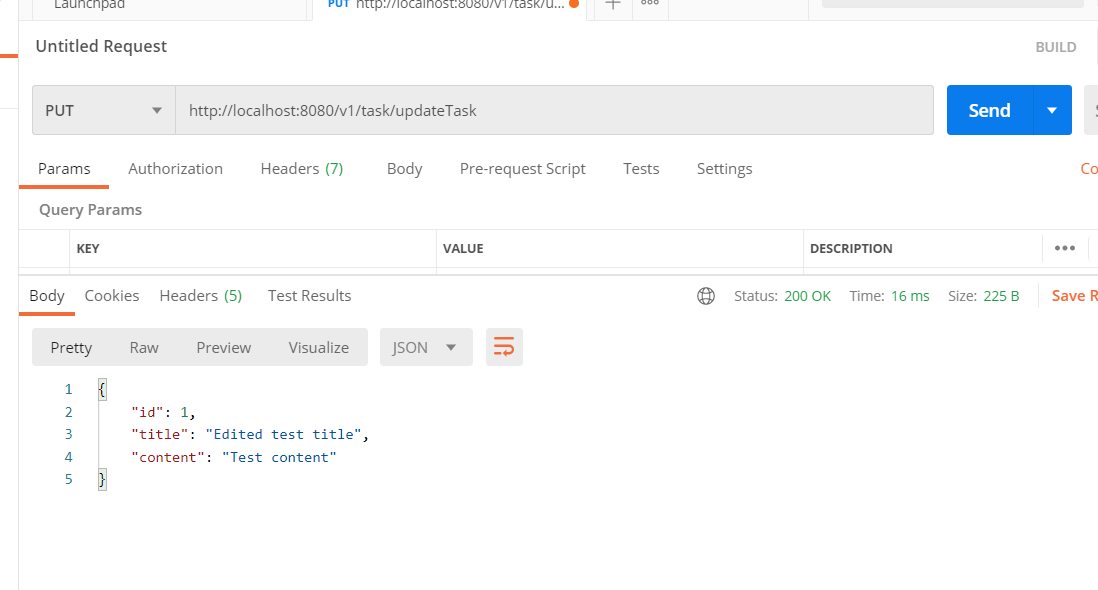 Launchpad
PUT http://localhost:8080/v1/task/u...
Untitled Request
BUILD
PUT
http://localhost:8080/v1/task/updateTask
Send
Params Authorization Headers (7) Body Pre-request Script Tests Settings
Query Params
KEY VALUE DESCRIPTION
Body Cookies Headers (5) Test Results Status: 200 OK Time: 16 ms Size: 225 B Save R
Pretty Raw Preview Visualize JSON
1 {
2 "id": 1,
3 "title": "Edited test title",
4 "content": "Test content"
5 }